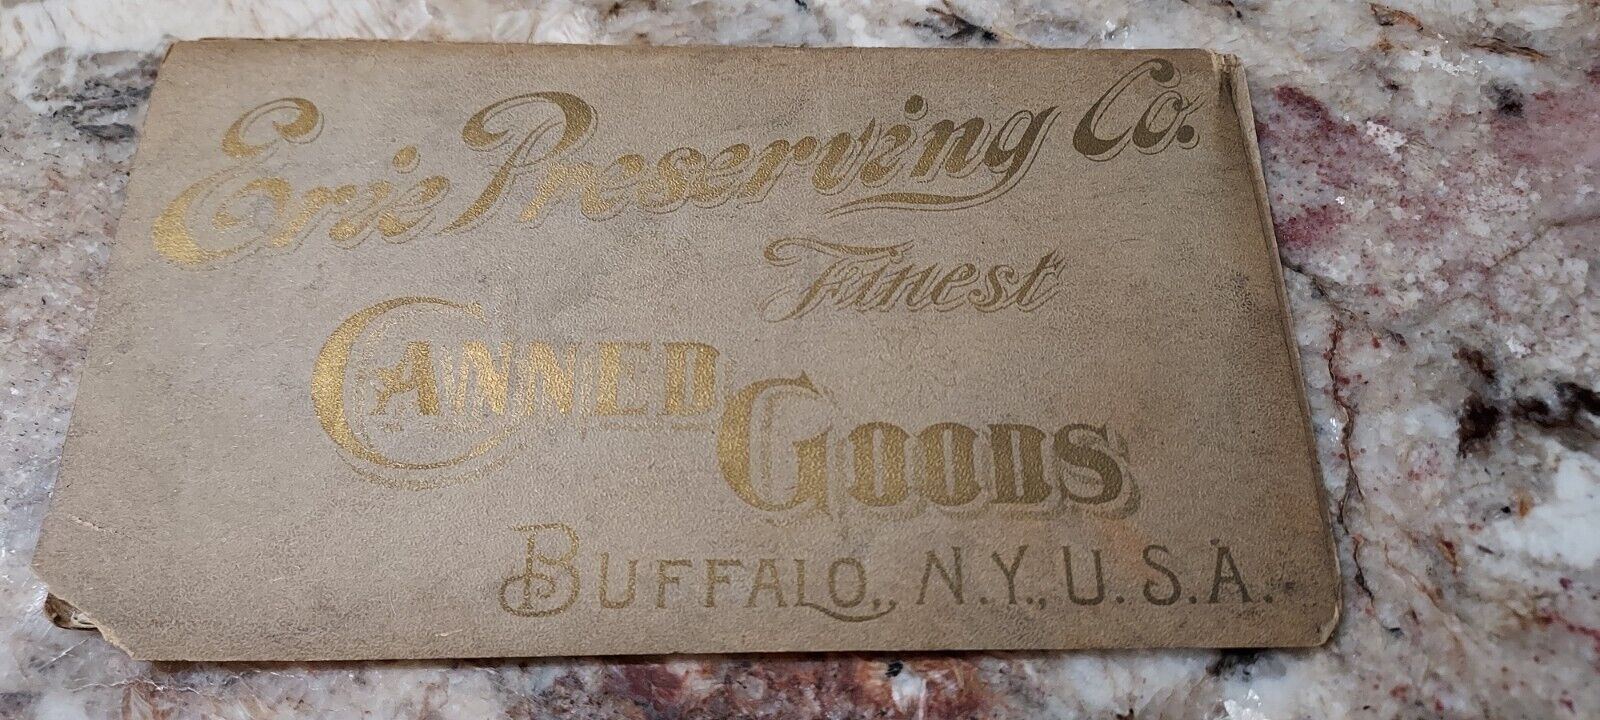 Erie Preserving Co.
Finest
CANNED
GOODS
BUFFALO, N.Y., U.S.A.